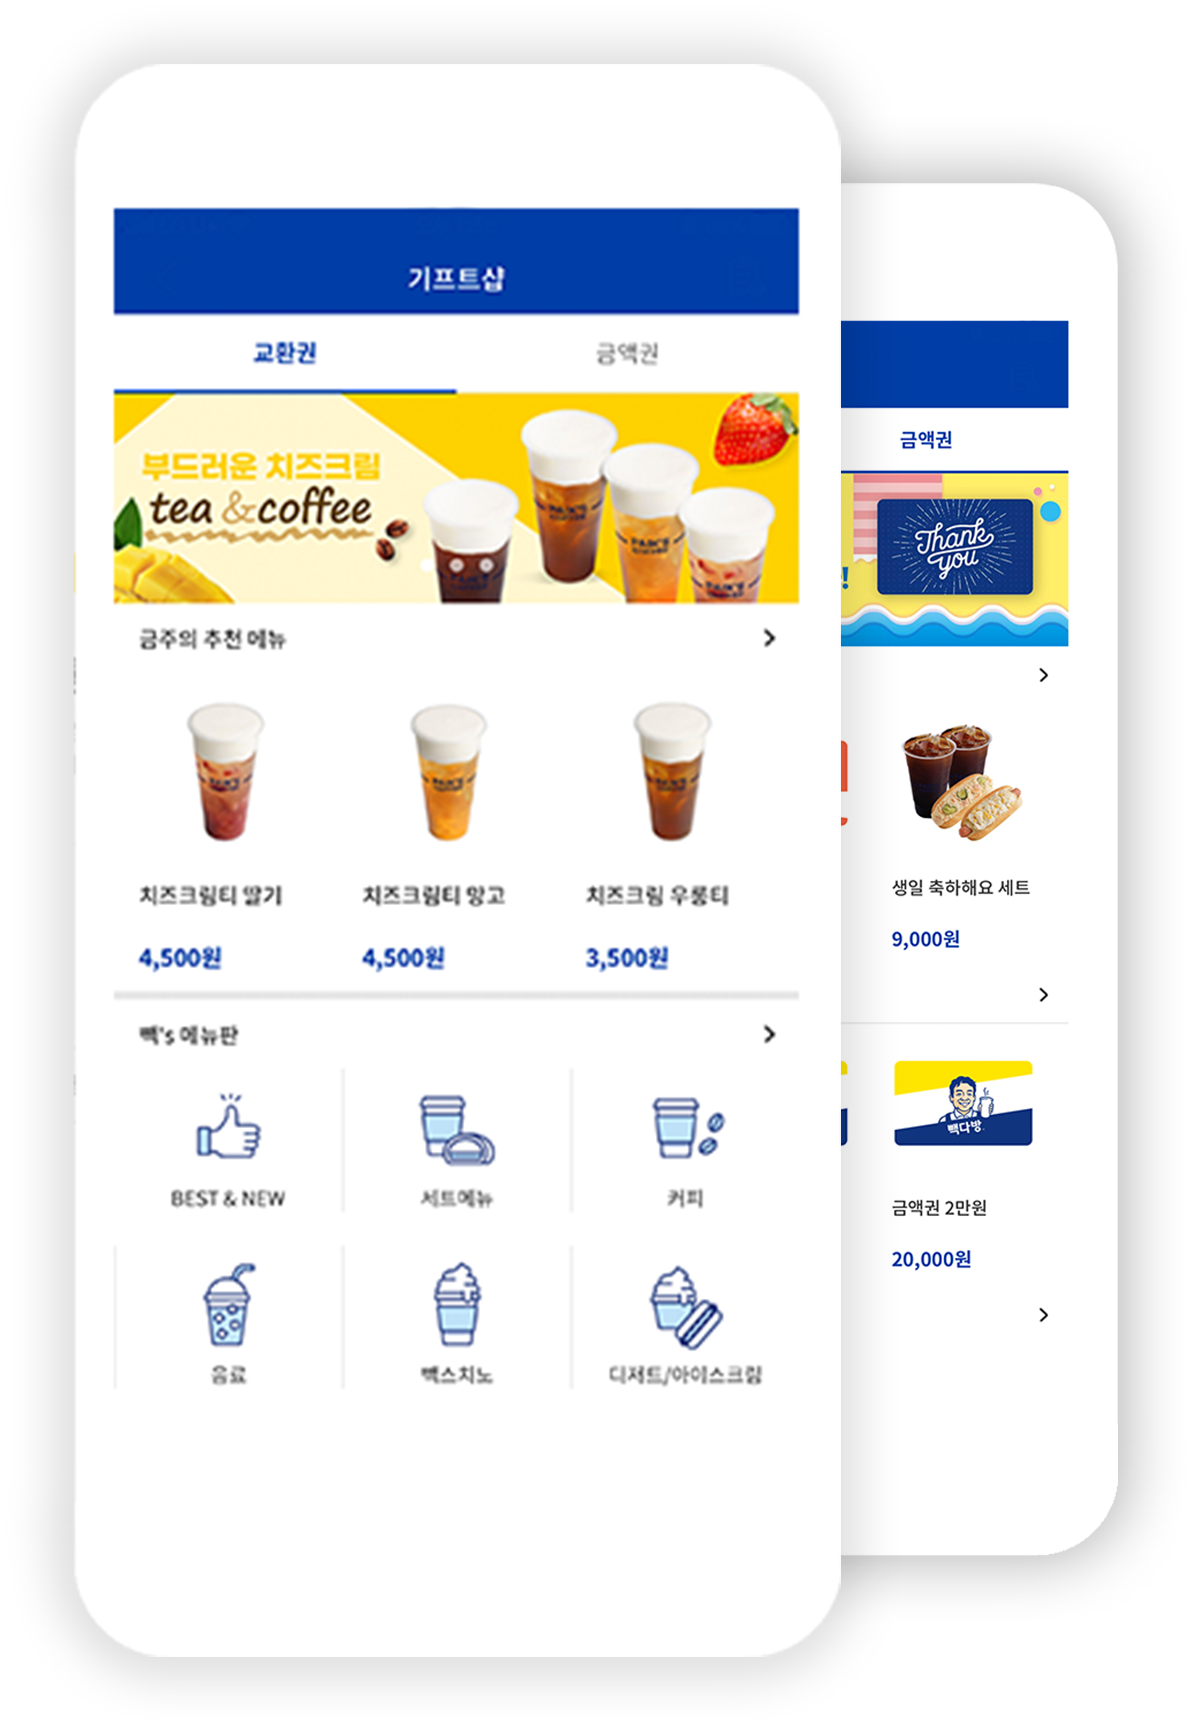 기프트샵
교환권
금액권
부드러운 치즈크림
tea & coffee
금주의 추천 메뉴
치즈크림티 딸기
치즈크림티 망고
치즈크림 우롱티
4,500원
4,500원
3,500원
빽's 메뉴판
BEST & NEW
세트메뉴
커피
음료
빽스치노
디저트/아이스크림
금액권
Thank
you
!
생일 축하해요 세트
9,000원
빽다방
금액권 2만원
20,000원